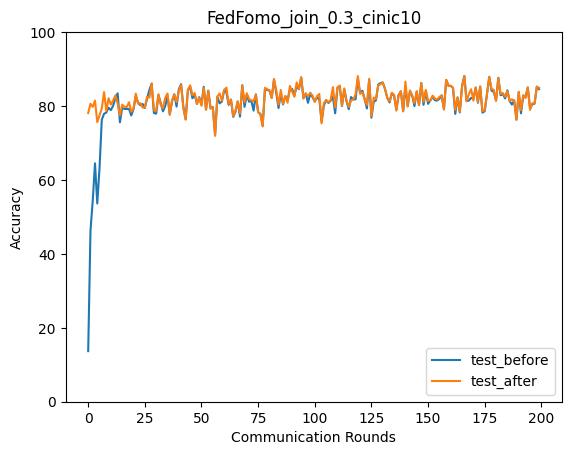 FedFomo_join_0.3_cinic10
100
80
60
40
20
0
Accuracy
0 25 50 75 100 125 150 175 200
Communication Rounds
test_before
test_after